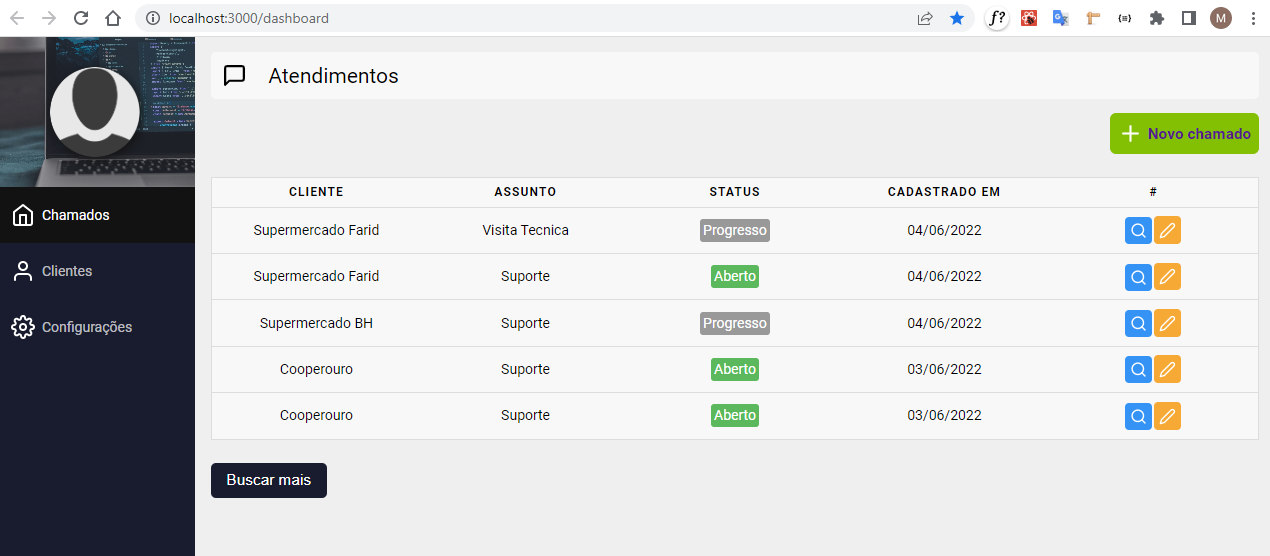 localhost:3000/dashboard
f?
{≡}
M
Atendimentos
Novo chamado
Chamados
Clientes
Configurações
CLIENTE ASSUNTO STATUS CADASTRADO EM #
Supermercado Farid Visita Tecnica Progresso 04/06/2022
Supermercado Farid Suporte Aberto 04/06/2022
Supermercado BH Suporte Progresso 04/06/2022
Cooperouro Suporte Aberto 03/06/2022
Cooperouro Suporte Aberto 03/06/2022
Buscar mais